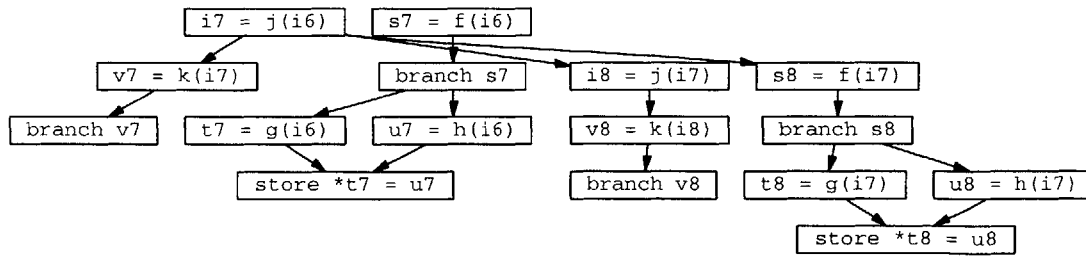 i7 = j(i6)
s7 = f(i6)
v7 = k(i7)
branch s7
i8 = j(i7)
s8 = f(i7)
branch v7
t7 = g(i6)
u7 = h(i6)
v8 = k(i8)
branch s8
store *t7 = u7
branch v8
t8 = g(i7)
u8 = h(i7)
store *t8 = u8